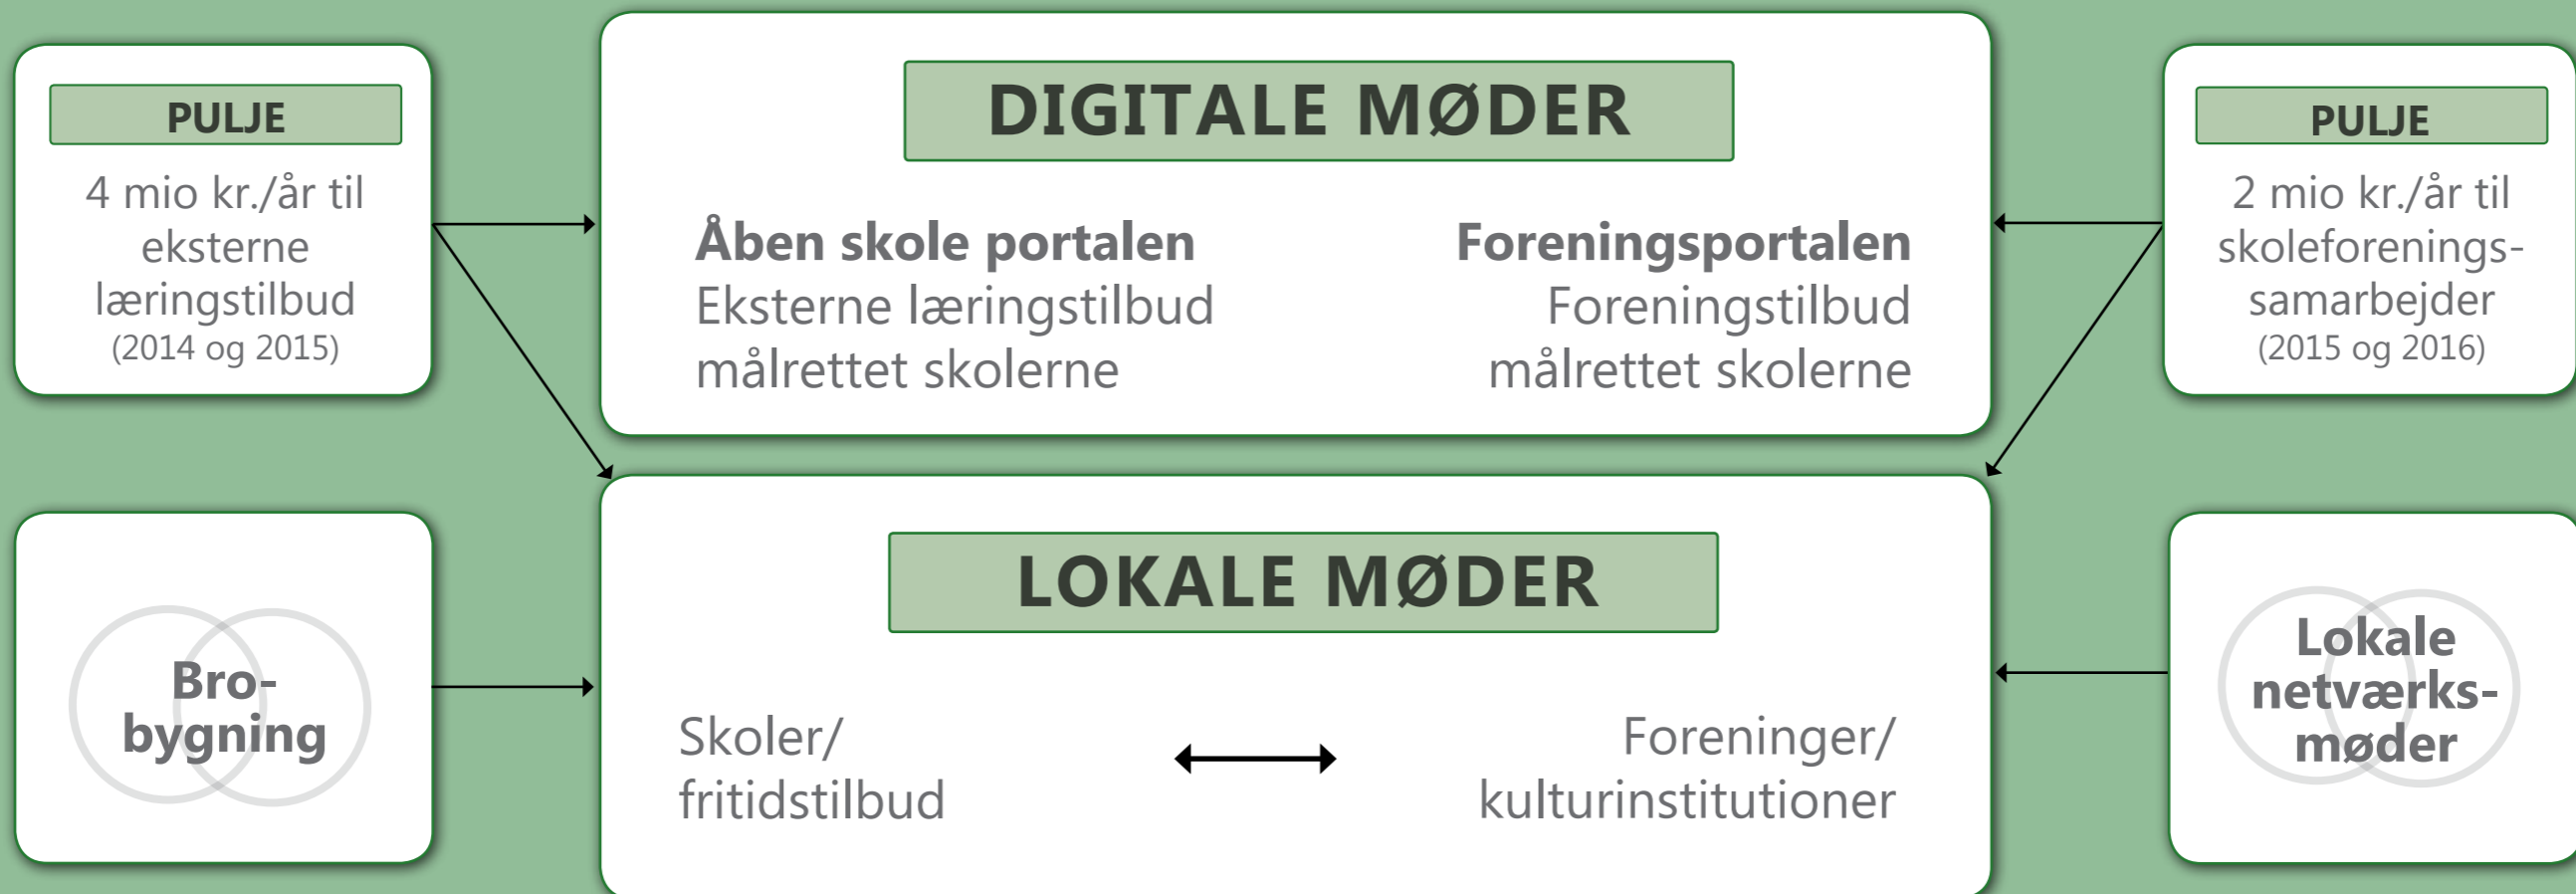 PULJE
4 mio kr./år til
eksterne
læringstilbud
(2014 og 2015)
DIGITALE MØDER
Åben skole portalen
Eksterne læringstilbud
målrettet skolerne
Foreningsportalen
Foreningstilbud
målrettet skolerne
PULJE
2 mio kr./år til
skoleforenings-
samarbejder
(2015 og 2016)
Bro-
bygning
LOKALE MØDER
Skoler/
fritidstilbud
Foreninger/
kulturinstitutioner
Lokale
netværks-
møder